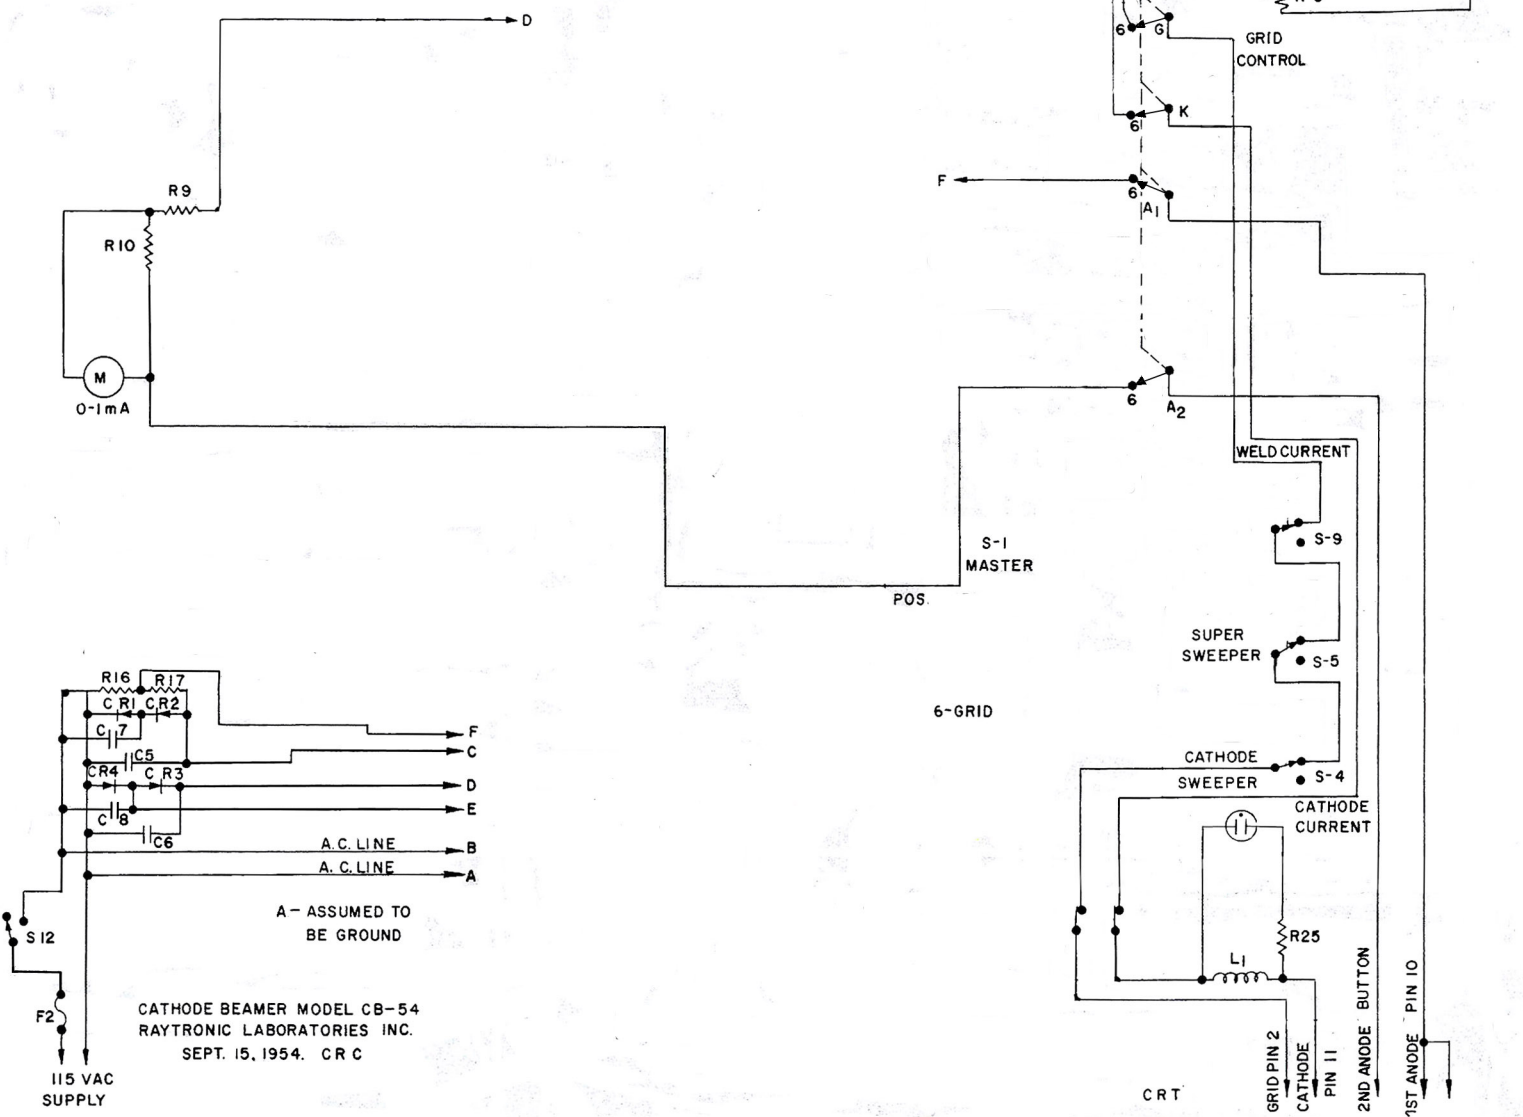 D
6
G
GRID
CONTROL
6
K
F
6
A1
R9
R10
M
0-1mA
6
A2
WELD CURRENT
S-9
S-1
MASTER
POS.
SUPER
SWEEPER
S-5
6-GRID
R16
R17
CR1
CR2
C7
C5
F
C
CR4
CR3
D
E
C8
C6
A.C. LINE
B
A.C. LINE
A
CATHODE
SWEEPER
S-4
CATHODE
CURRENT
A- ASSUMED TO
BE GROUND
S12
F2
R25
L1
CATHODE BEAMER MODEL CB-54
RAYTRONIC LABORATORIES INC.
SEPT. 15, 1954. CRC
115 VAC
SUPPLY
CRT
GRID PIN 2
CATHODE
PIN 11
2ND ANODE BUTTON
1ST ANODE PIN 10